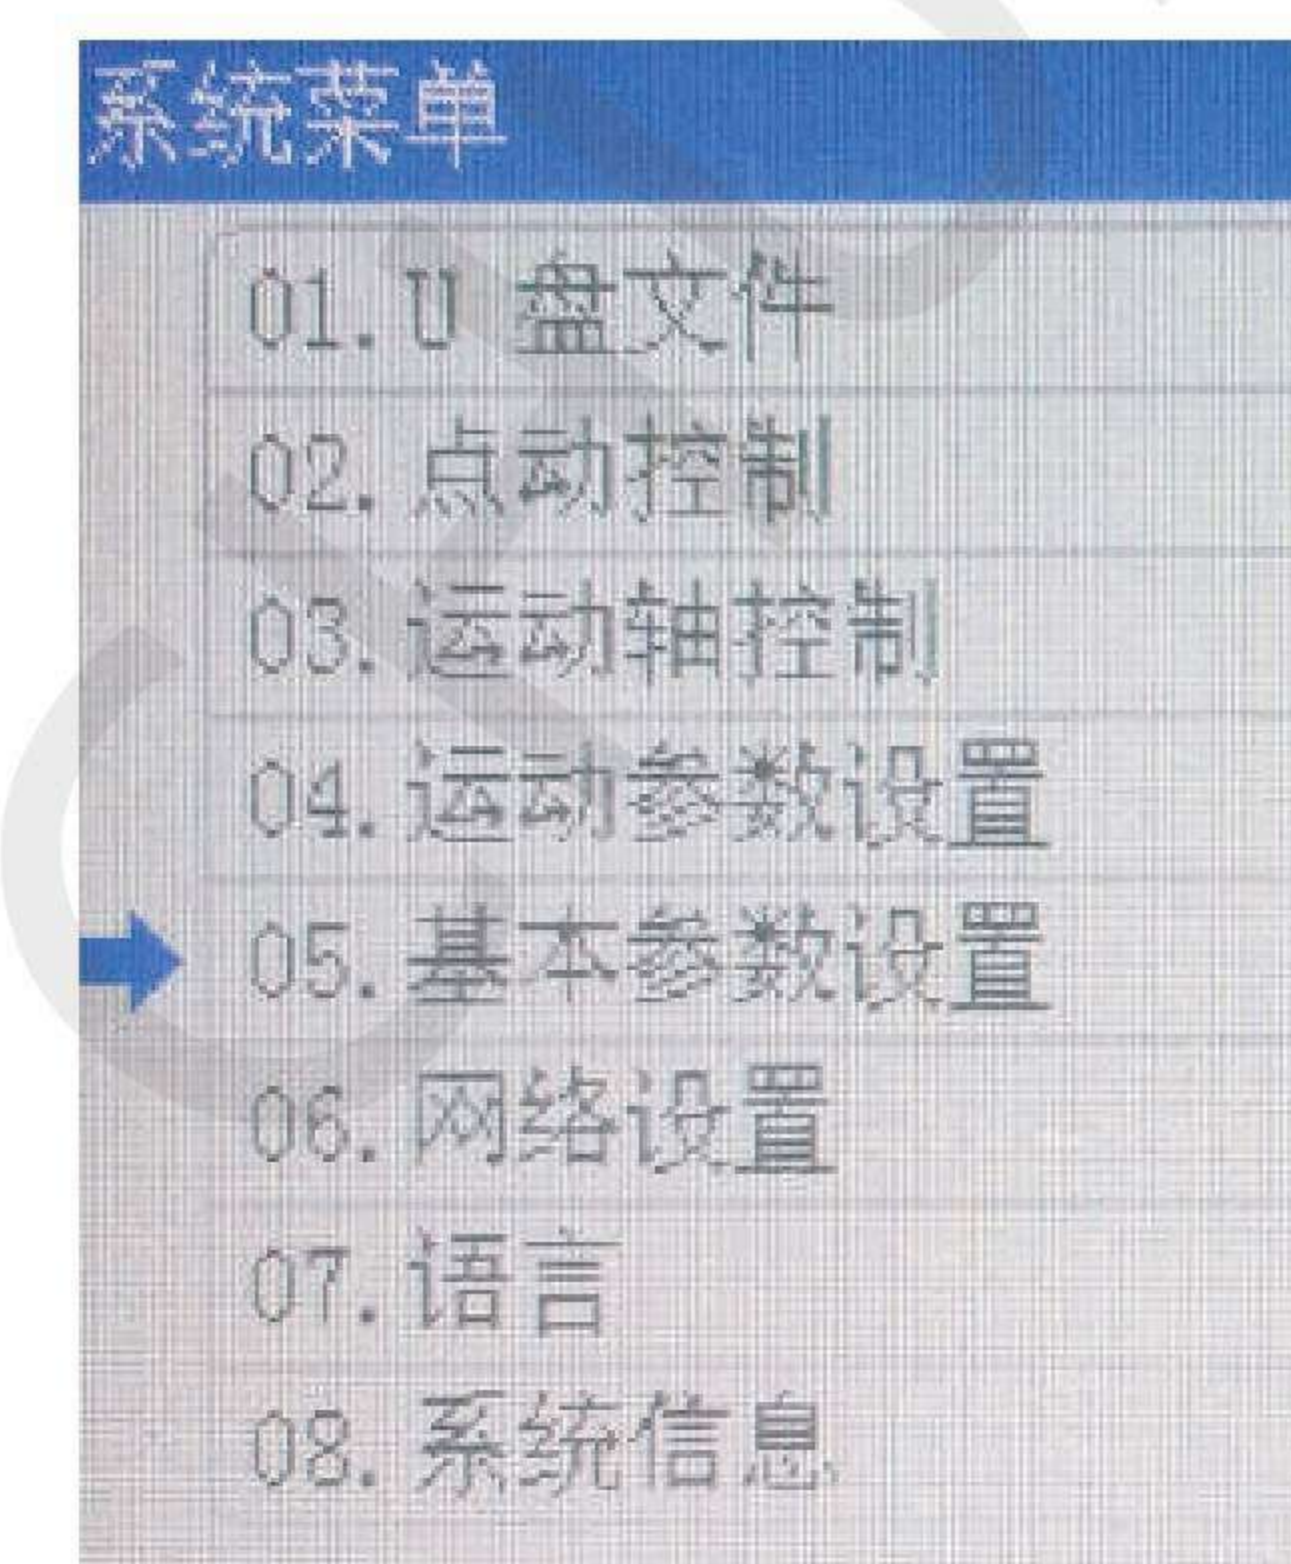 系统菜单
01. U 盘文件
02. 点动控制
03. 运动轴控制
04. 运动参数设置
05. 基本参数设置
06. 网络设置
07. 语言
08. 系统信息